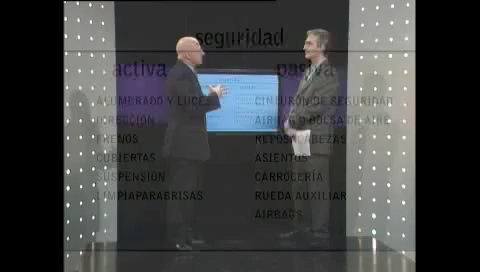 seguridad
activa
ALUMBRADO Y LUCES
DIRECCIÓN
FRENOS
CUBIERTAS
SUSPENSIÓN
LIMPIAPARABRISAS
pasiva
CINTURÓN DE SEGURIDAD
AIRBAG O BOLSA DE AIRE
REPOSACABEZAS
ASIENTOS
CARROCERÍA
RUEDA AUXILIAR
AIRBAGS